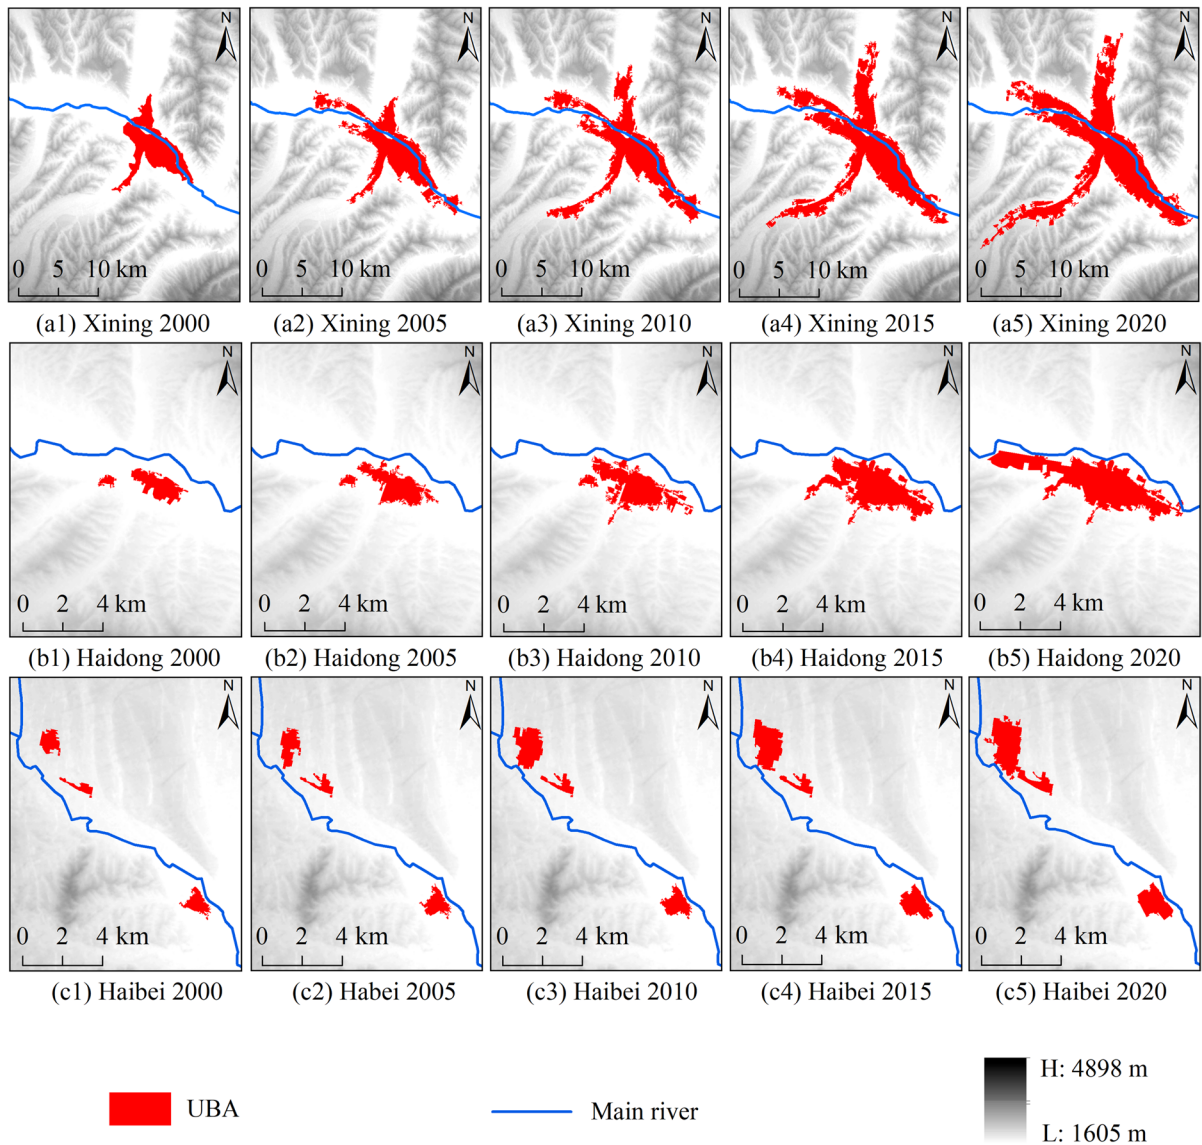 N N N N N
0 5 10 km 0 5 10 km 0 5 10 km 0 5 10 km 0 5 10 km
(a1) Xining 2000 (a2) Xining 2005 (a3) Xining 2010 (a4) Xining 2015 (a5) Xining 2020
N N N N N
0 2 4 km 0 2 4 km 0 2 4 km 0 2 4 km 0 2 4 km
(b1) Haidong 2000 (b2) Haidong 2005 (b3) Haidong 2010 (b4) Haidong 2015 (b5) Haidong 2020
N N N N N
0 2 4 km 0 2 4 km 0 2 4 km 0 2 4 km 0 2 4 km
(c1) Haibei 2000 (c2) Habei 2005 (c3) Haibei 2010 (c4) Haibei 2015 (c5) Haibei 2020
H: 4898 m
UBA Main river
L: 1605 m